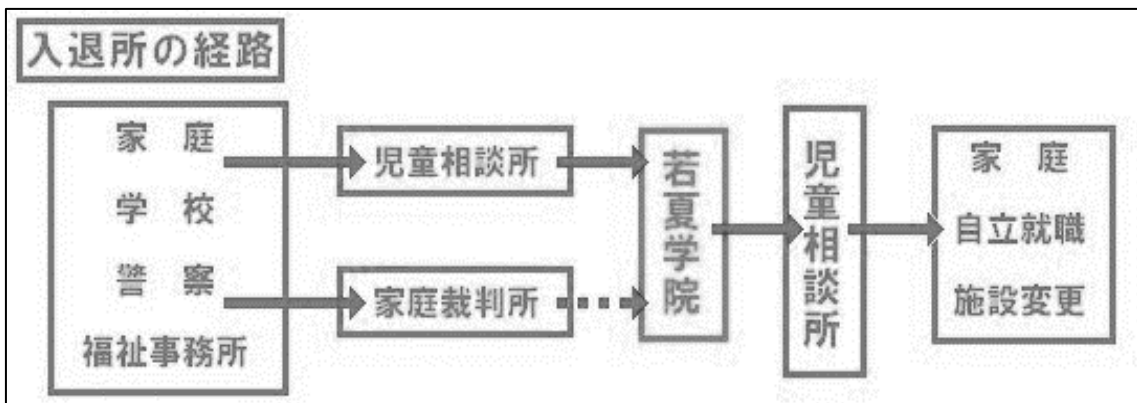 入退所の経路
家 庭
学 校
警 察
福祉事務所
児童相談所
家庭裁判所
若夏学院
児童相談所
家 庭
自立就職
施設変更